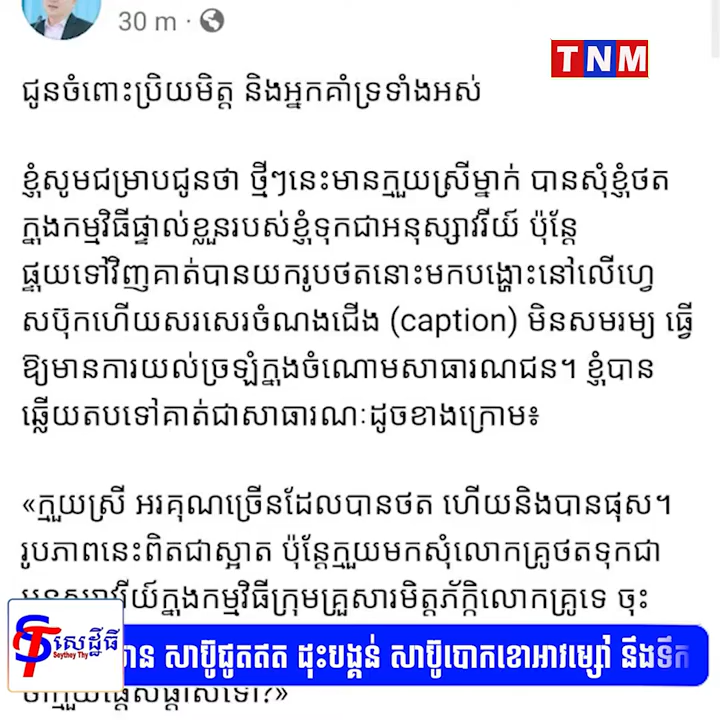 30 m ·
TNM
ជូនចំពោះប្រិយមិត្ត និងអ្នកគាំទ្រទាំងអស់
ខ្ញុំសូមជម្រាបជូនថា ថ្មីៗនេះមានក្មួយស្រីម្នាក់ បានសុំខ្ញុំថត
ក្នុងកម្មវិធីផ្ទាល់ខ្លួនរបស់ខ្ញុំទុកជាអនុស្សាវរីយ៍ ប៉ុន្តែ
ផ្ទុយទៅវិញគាត់បានយករូបថតនោះមកបង្ហោះនៅលើហ្វេ
សប៊ុកហើយសរសេរចំណងជើង (caption) មិនសមរម្យ ធ្វើ
ឱ្យមានការយល់ច្រឡំក្នុងចំណោមសាធារណជន។ ខ្ញុំបាន
ឆ្លើយតបទៅគាត់ជាសាធារណៈដូចខាងក្រោម៖
«ក្មួយស្រី អរគុណច្រើនដែលបានថត ហើយនិងបានផុស។
រូបភាពនេះពិតជាស្អាត ប៉ុន្តែក្មួយមកសុំលោកគ្រូថតទុកជា
អនុស្សាវរីយ៍ក្នុងកម្មវិធីក្រុមគ្រួសារមិត្តភ័ក្តិលោកគ្រូទេ ចុះ
ST សេដ្ឋីធី
Seythey Thy
បាន សាប៊ូជូតឥត ដុះបង្គន់ សាប៊ូបោកខោអាវម្សៅ នឹងទឹក